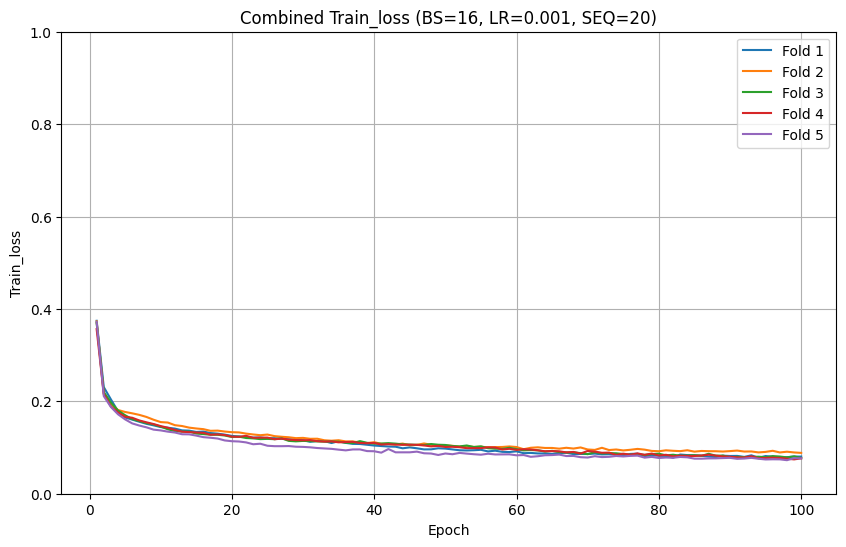 Combined Train_loss (BS=16, LR=0.001, SEQ=20)
1.0
0.8
0.6
0.4
0.2
0.0
Train_loss
0
20
40
60
80
100
Epoch
Fold 1
Fold 2
Fold 3
Fold 4
Fold 5